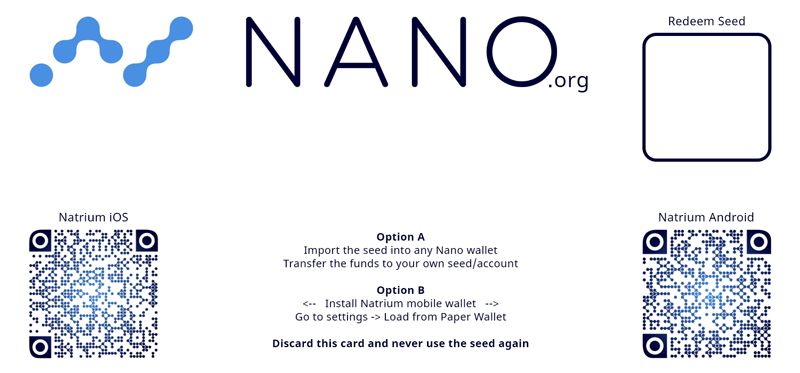 NANO.org
Redeem Seed
Natrium iOS
Natrium Android
Option A
Import the seed into any Nano wallet
Transfer the funds to your own seed/account
Option B
<-- Install Natrium mobile wallet -->
Go to settings -> Load from Paper Wallet
Discard this card and never use the seed again